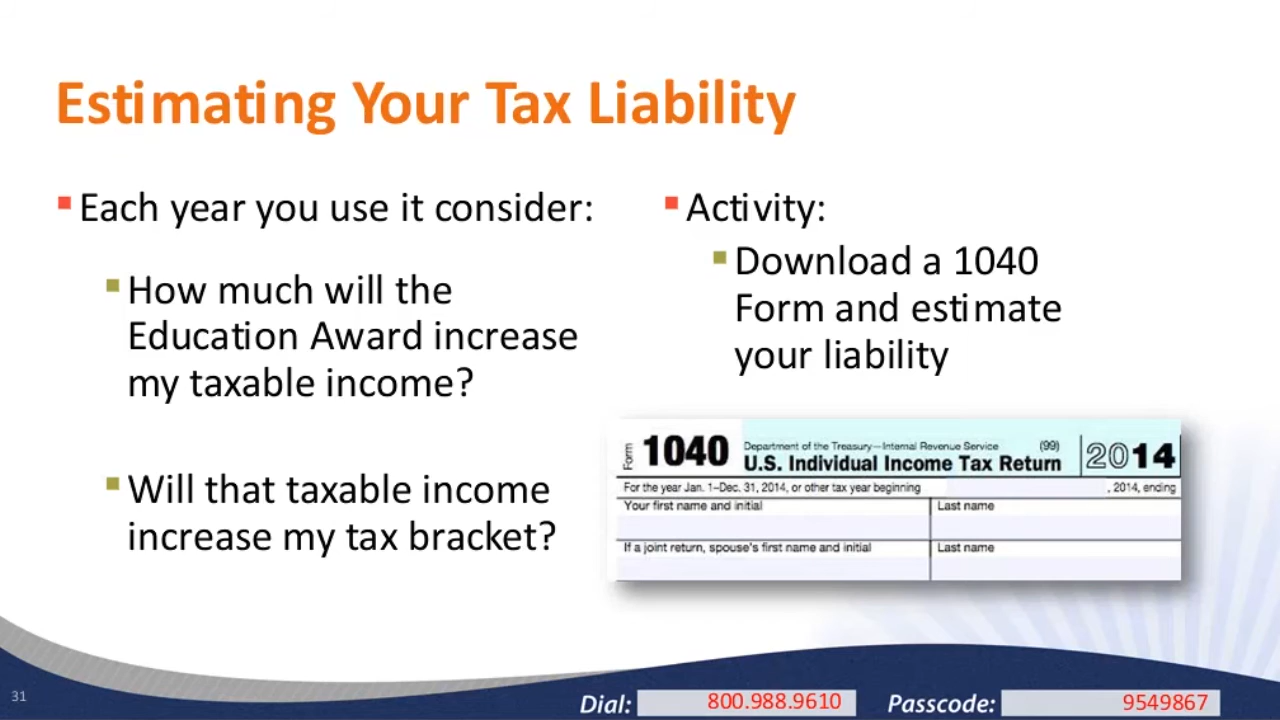 Estimating Your Tax Liability
Each year you use it consider:
How much will the
Education Award increase
my taxable income?
Will that taxable income
increase my tax bracket?
Activity:
Download a 1040
Form and estimate
your liability
Form 1040 Department of the Treasury—Internal Revenue Service (99)
U.S. Individual Income Tax Return 2014
For the year Jan. 1–Dec. 31, 2014, or other tax year beginning , 2014, ending
Your first name and initial Last name
If a joint return, spouse's first name and initial Last name
31
Dial: 800.988.9610 Passcode: 9549867